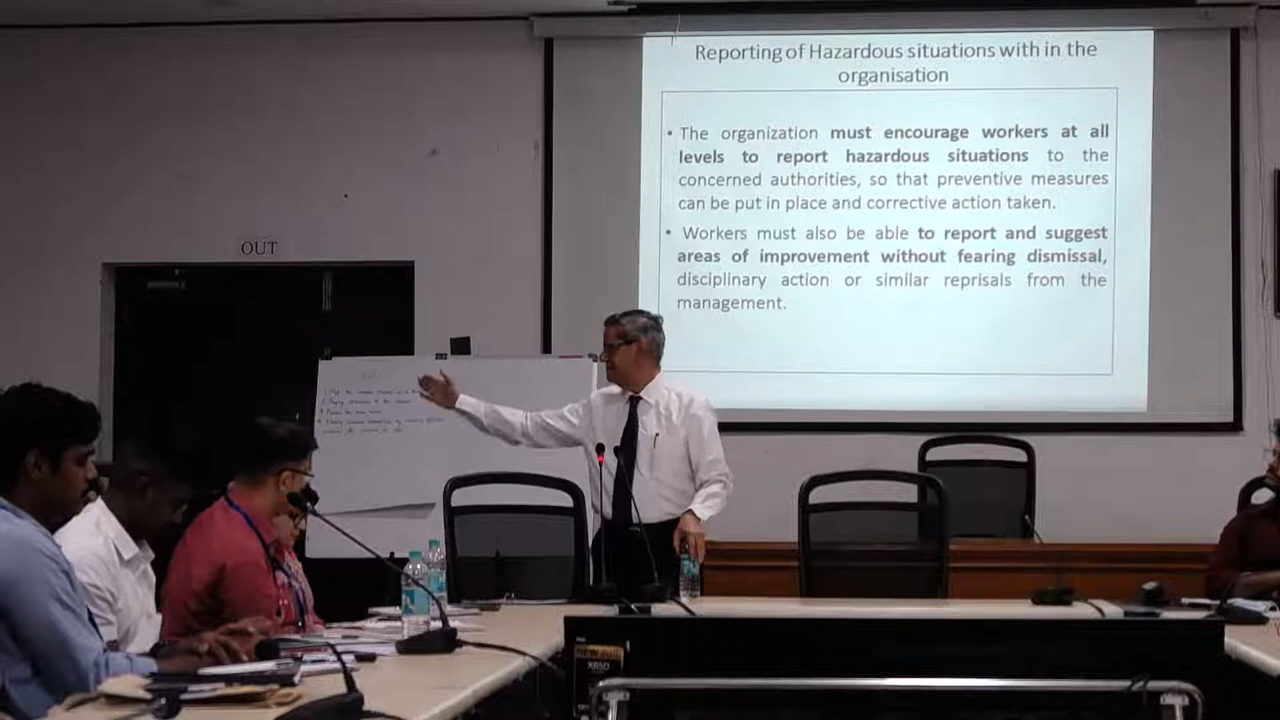 Reporting of Hazardous situations with in the
organisation
• The organization must encourage workers at all
levels to report hazardous situations to the
concerned authorities, so that preventive measures
can be put in place and corrective action taken.
• Workers must also be able to report and suggest
areas of improvement without fearing dismissal,
disciplinary action or similar reprisals from the
management.
OUT
X85D